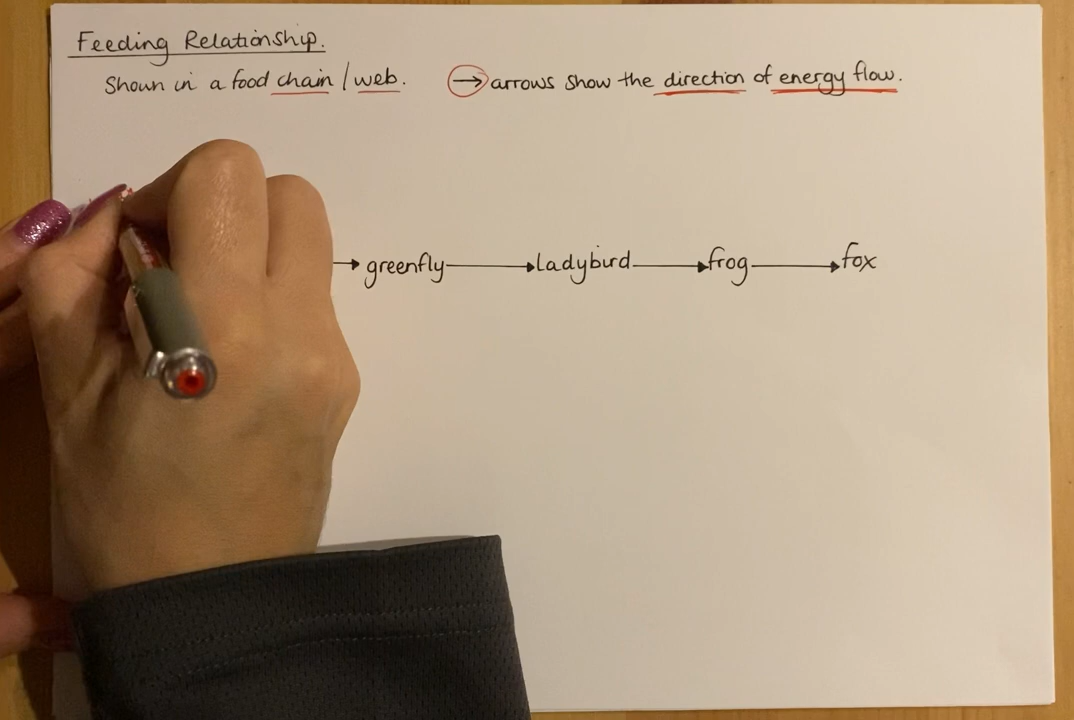 Feeding Relationship.
Shown in a food chain / web. → arrows show the direction of energy flow.
→ greenfly → Ladybird → frog → fox